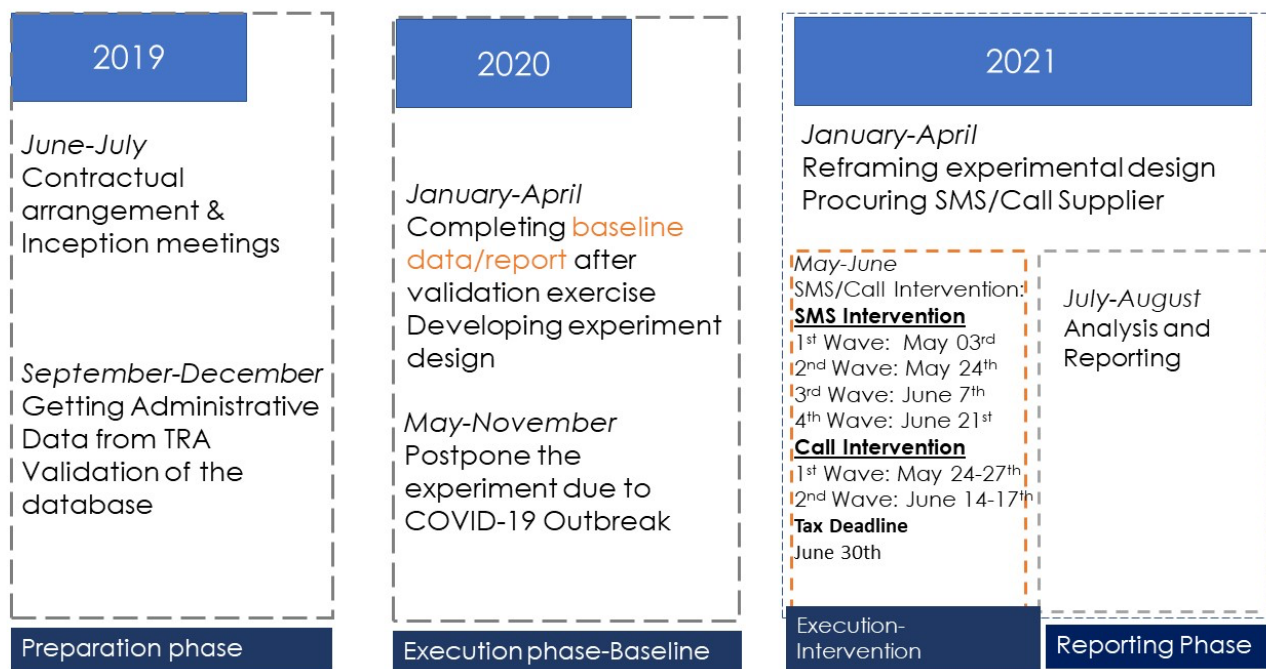 2019
June-July
Contractual
arrangement &
Inception meetings
September-December
Getting Administrative
Data from TRA
Validation of the
database
Preparation phase
2020
January-April
Completing baseline
data/report after
validation exercise
Developing experiment
design
May-November
Postpone the
experiment due to
COVID-19 Outbreak
Execution phase-Baseline
2021
January-April
Reframing experimental design
Procuring SMS/Call Supplier
May-June
SMS/Call Intervention:
SMS Intervention
1st Wave: May 03rd
2nd Wave: May 24th
3rd Wave: June 7th
4th Wave: June 21st
Call Intervention
1st Wave: May 24-27th
2nd Wave: June 14-17th
Tax Deadline
June 30th
Execution-
Intervention
July-August
Analysis and
Reporting
Reporting Phase